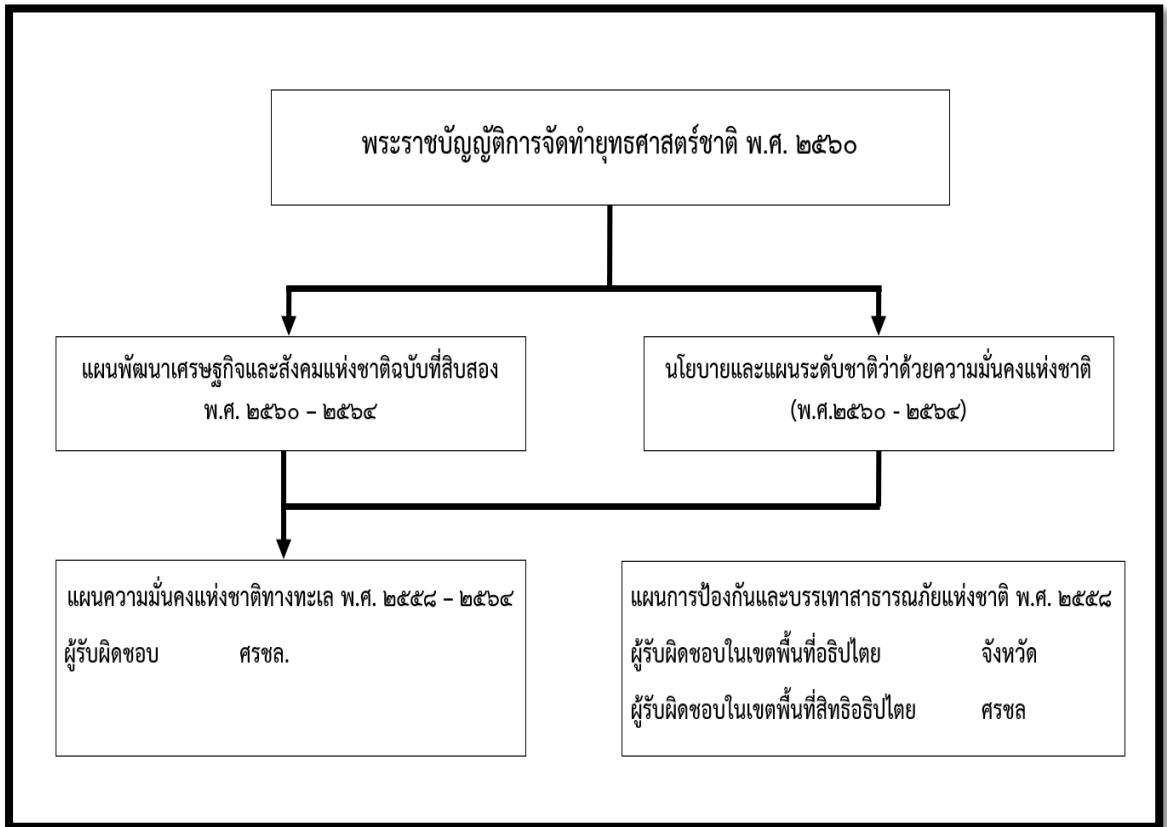 พระราชบัญญัติการจัดทำยุทธศาสตร์ชาติ พ.ศ. ๒๕๖๐
แผนพัฒนาเศรษฐกิจและสังคมแห่งชาติฉบับที่สิบสอง
พ.ศ. ๒๕๖๐ – ๒๕๖๔
นโยบายและแผนระดับชาติว่าด้วยความมั่นคงแห่งชาติ
(พ.ศ.๒๕๖๐ - ๒๕๖๔)
แผนความมั่นคงแห่งชาติทางทะเล พ.ศ. ๒๕๕๘ – ๒๕๖๔
ผู้รับผิดชอบ ศรชล.
แผนการป้องกันและบรรเทาสาธารณภัยแห่งชาติ พ.ศ. ๒๕๕๘
ผู้รับผิดชอบในเขตพื้นที่อธิปไตย จังหวัด
ผู้รับผิดชอบในเขตพื้นที่สิทธิอธิปไตย ศรชล